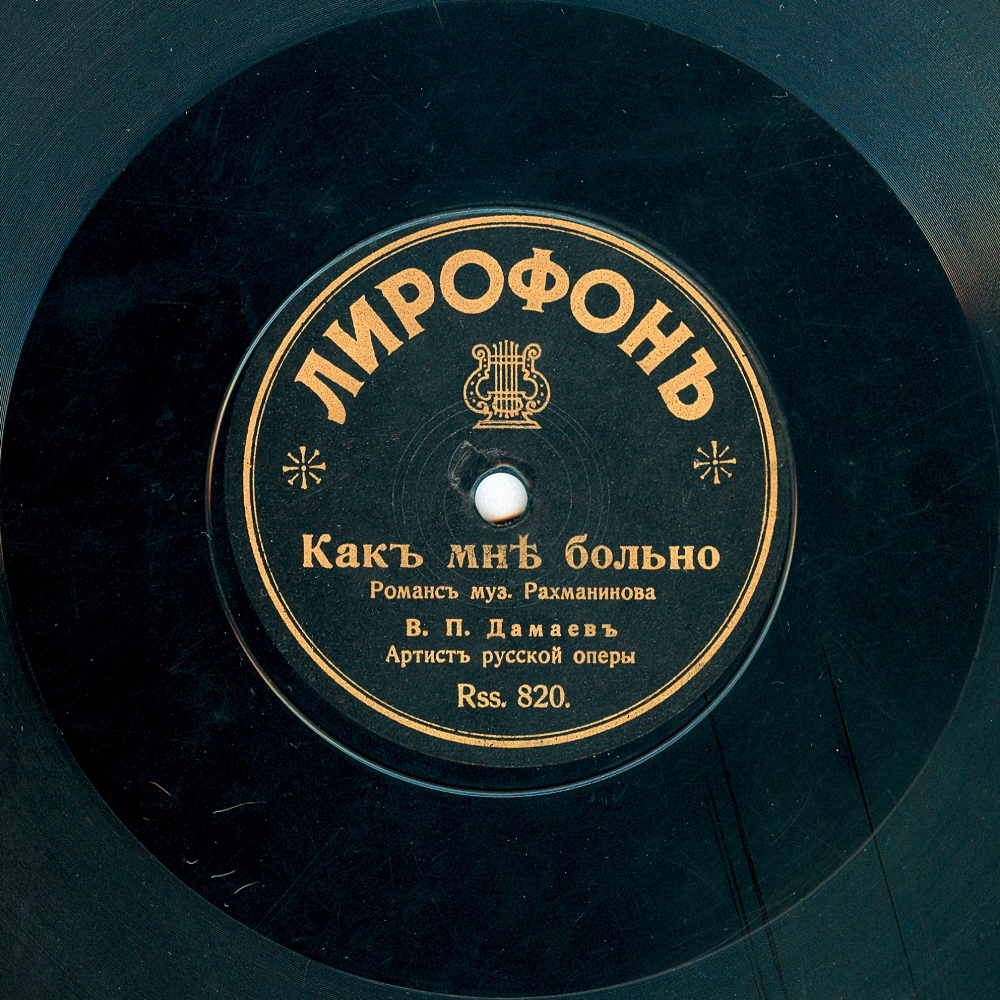 ЛИРОФОНЪ
Какъ мнѣ больно
Романсъ муз. Рахманинова
В. П. Дамаевъ
Артистъ русской оперы
Rss. 820.